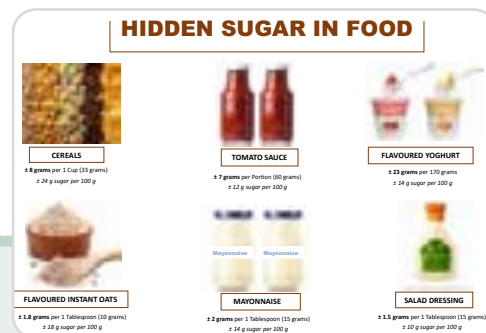 HIDDEN SUGAR IN FOOD
CEREALS
± 8 grams per 1 Cup (33 grams)
± 24 g sugar per 100 g
TOMATO SAUCE
± 7 grams per Portion (60 grams)
± 12 g sugar per 100 g
FLAVOURED YOGHURT
± 23 grams per 170 grams
± 14 g sugar per 100 g
FLAVOURED INSTANT OATS
± 1.8 grams per 1 Tablespoon (10 grams)
± 18 g sugar per 100 g
Mayonnaise Mayonnaise
MAYONNAISE
± 2 grams per 1 Tablespoon (15 grams)
± 14 g sugar per 100 g
SALAD DRESSING
± 1.5 grams per 1 Tablespoon (15 grams)
± 10 g sugar per 100 g